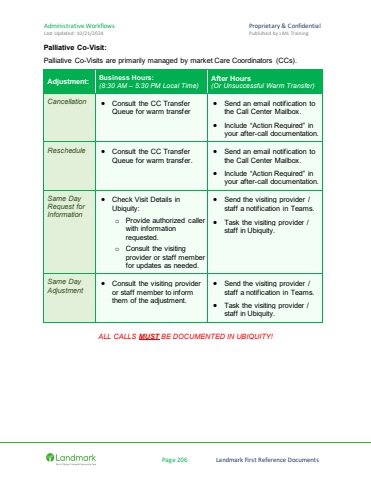 Administrative Workflows
Proprietary & Confidential
Last Updated: 10/21/2024
Published by LML Training
Palliative Co-Visit:
Palliative Co-Visits are primarily managed by market Care Coordinators (CCs).
Adjustment:
Business Hours:
(8:30 AM – 5:30 PM Local Time)
After Hours
(Or Unsuccessful Warm Transfer)
Cancellation
• Consult the CC Transfer
Queue for warm transfer
• Send an email notification to
the Call Center Mailbox.
• Include “Action Required” in
your after-call documentation.
Reschedule
• Consult the CC Transfer
Queue for warm transfer.
• Send an email notification to
the Call Center Mailbox.
• Include “Action Required” in
your after-call documentation.
Same Day
Request for
Information
• Check Visit Details in
Ubiquity:
o Provide authorized caller
with information
requested.
o Consult the visiting
provider or staff member
for updates as needed.
• Send the visiting provider /
staff a notification in Teams.
• Task the visiting provider /
staff in Ubiquity.
Same Day
Adjustment
• Consult the visiting provider
or staff member to inform
them of the adjustment.
• Send the visiting provider /
staff a notification in Teams.
• Task the visiting provider /
staff in Ubiquity.
ALL CALLS MUST BE DOCUMENTED IN UBIQUITY!
Landmark
Page 206
Landmark First Reference Documents